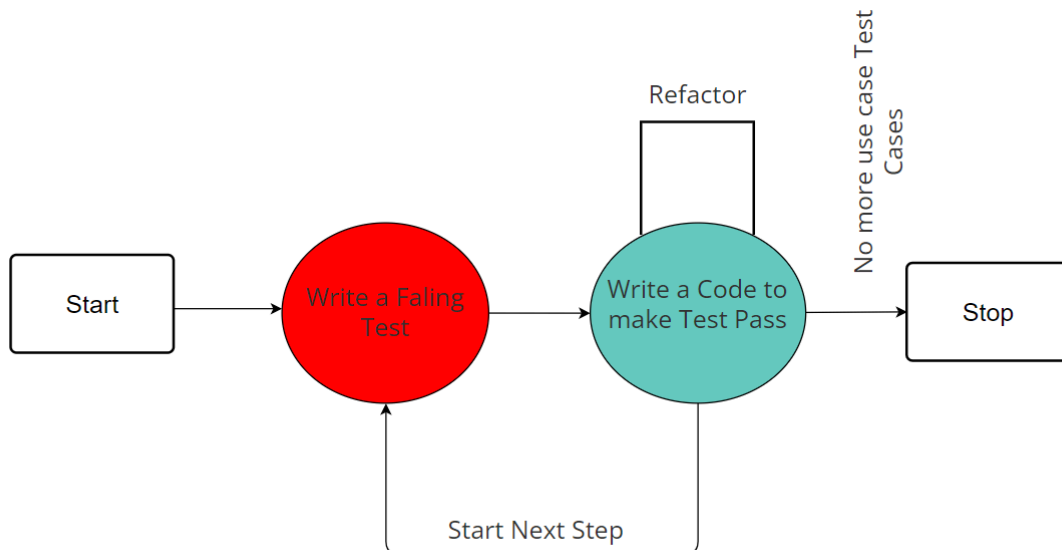 No more use case Test
Cases
Refactor
Start
Write a Faling
Test
Write a Code to
make Test Pass
Stop
Start Next Step